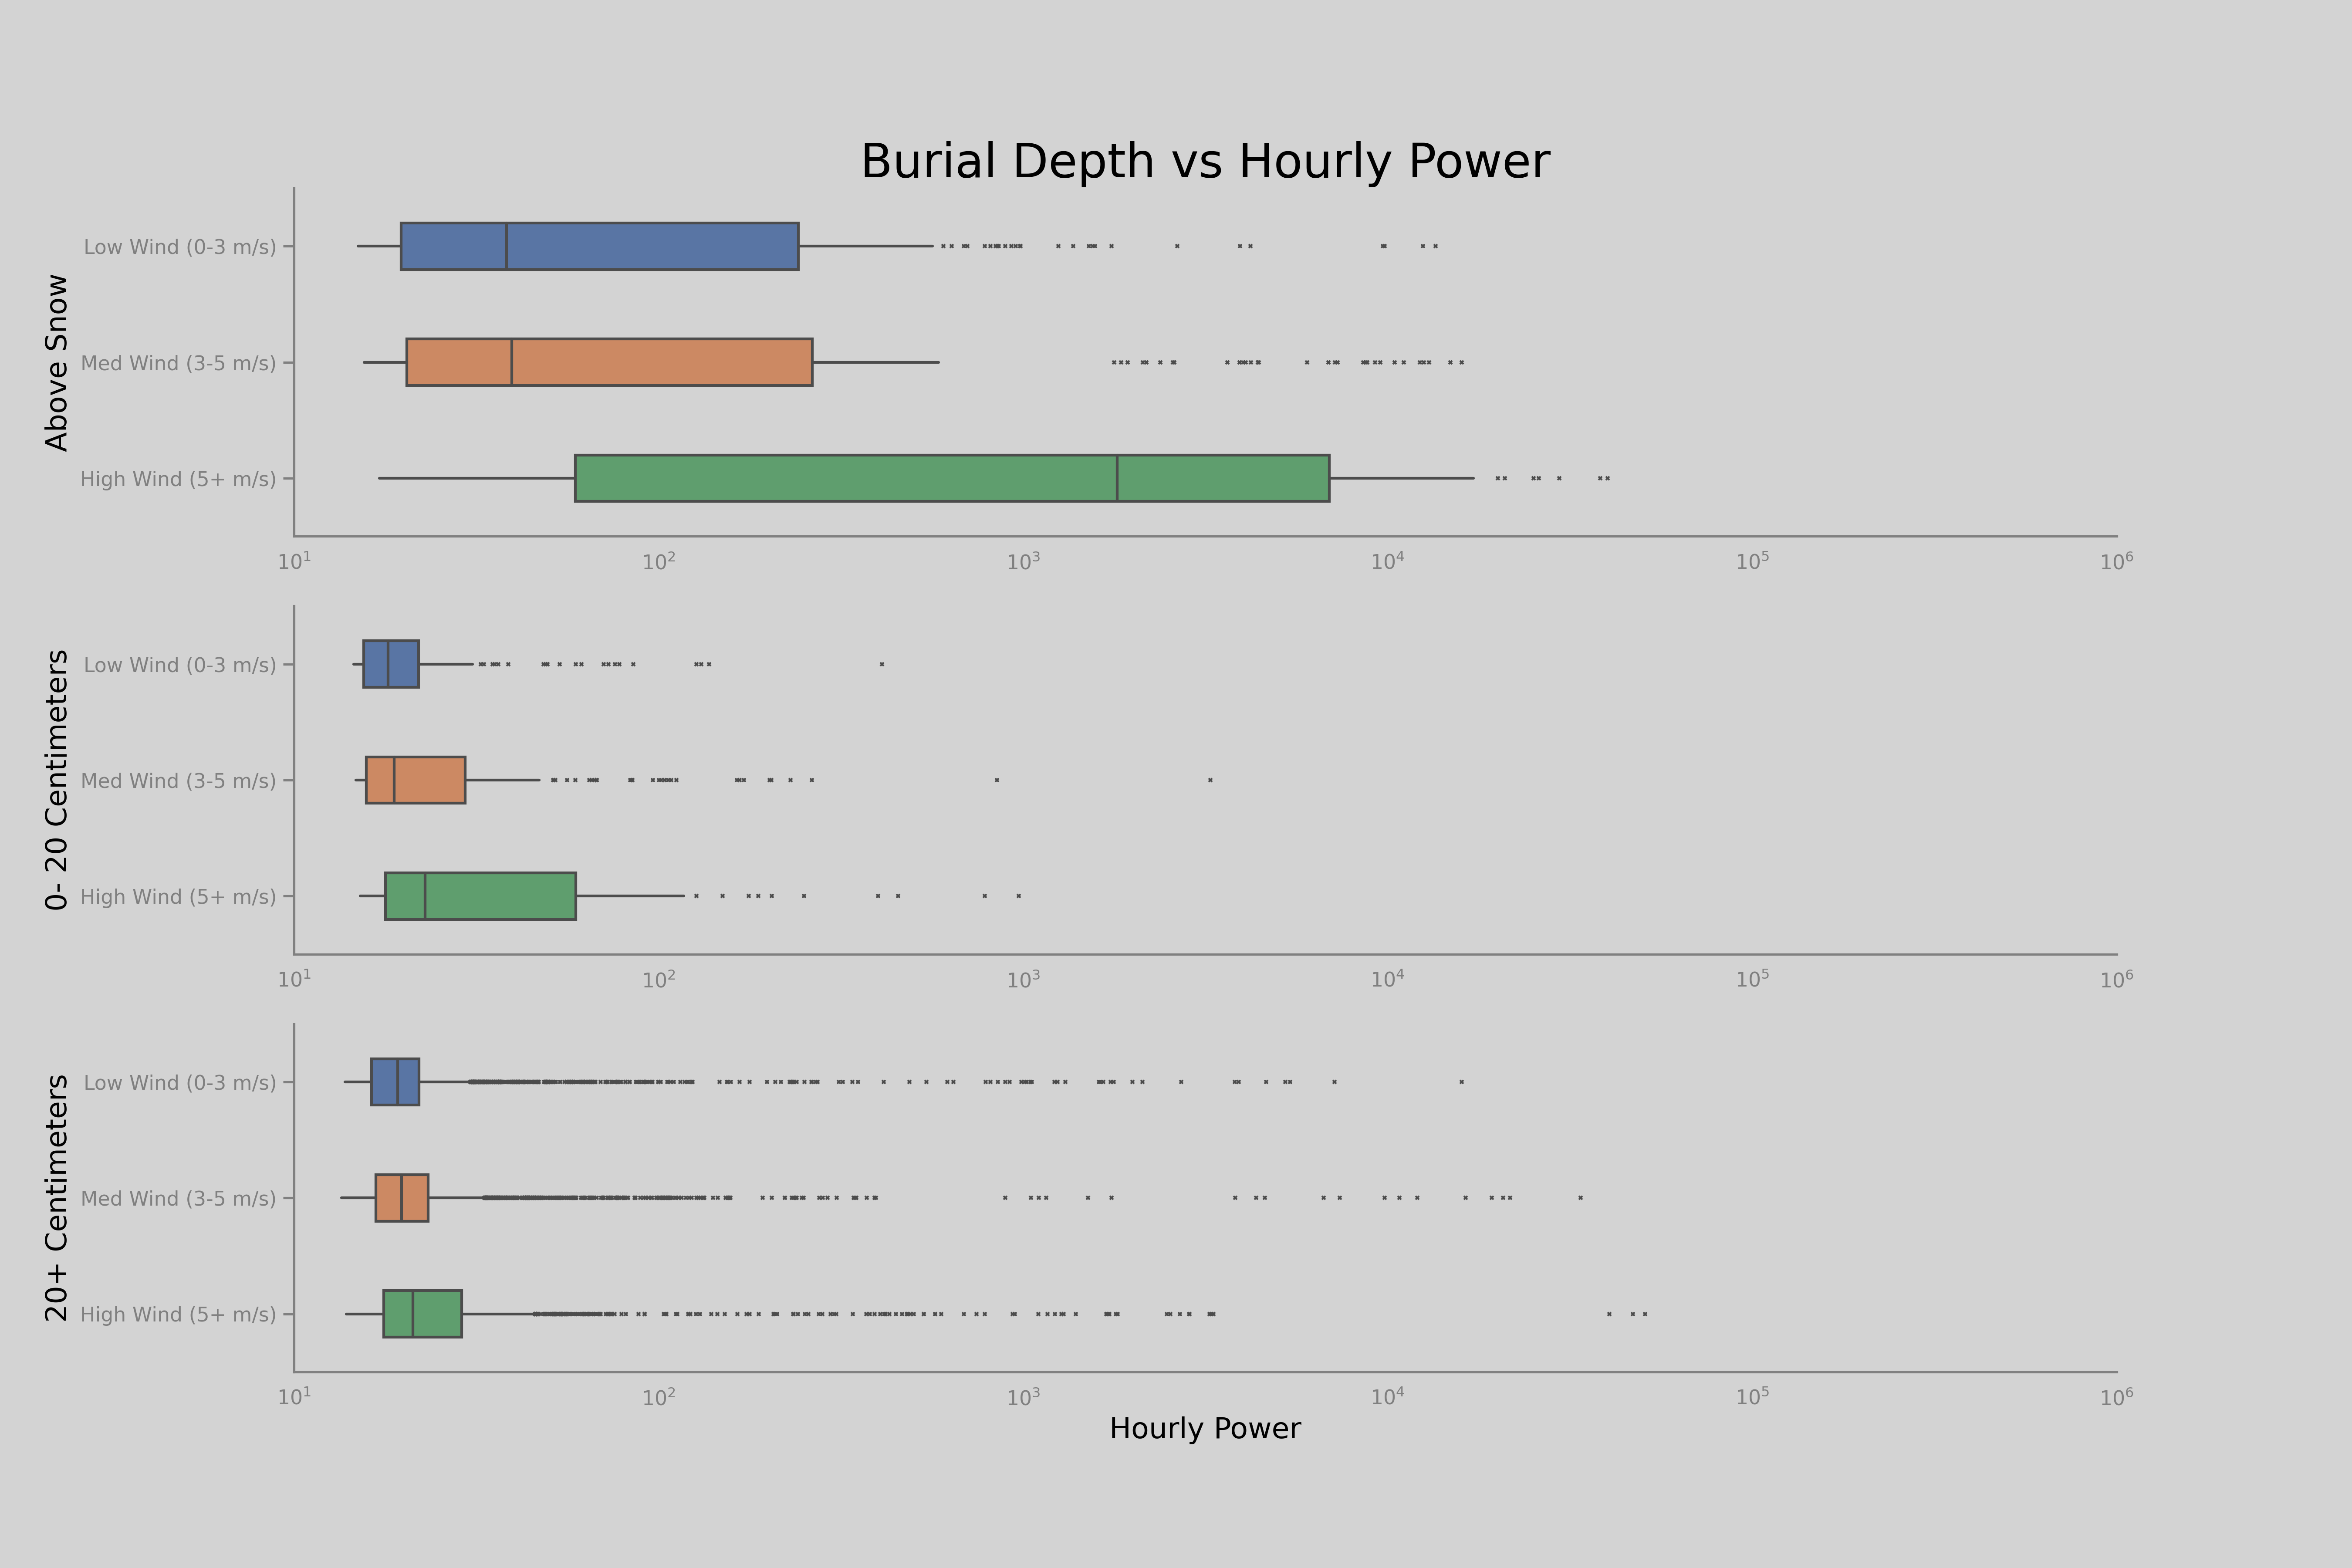 Burial Depth vs Hourly Power
Above Snow
Low Wind (0-3 m/s)
Med Wind (3-5 m/s)
High Wind (5+ m/s)
10¹ 10² 10³ 10⁴ 10⁵ 10⁶
0- 20 Centimeters
Low Wind (0-3 m/s)
Med Wind (3-5 m/s)
High Wind (5+ m/s)
10¹ 10² 10³ 10⁴ 10⁵ 10⁶
20+ Centimeters
Low Wind (0-3 m/s)
Med Wind (3-5 m/s)
High Wind (5+ m/s)
10¹ 10² 10³ 10⁴ 10⁵ 10⁶
Hourly Power